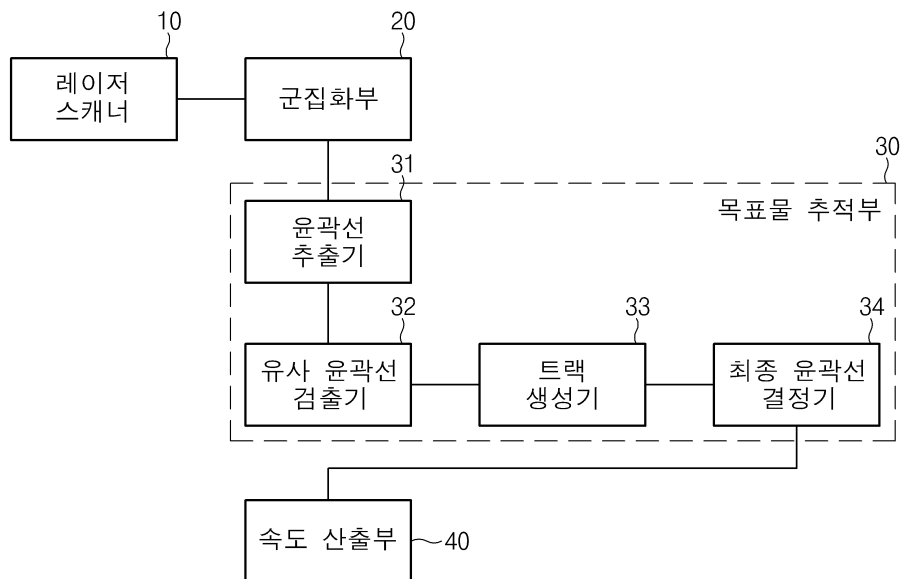 10
레이저
스캐너
20
군집화부
30
목표물 추적부
31
윤곽선
추출기
32
유사 윤곽선
검출기
33
트랙
생성기
34
최종 윤곽선
결정기
속도 산출부
40